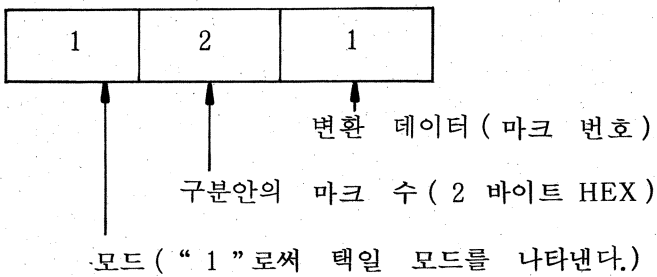 1 2 1
변환 데이터 ( 마크 번호 )
구분안의 마크 수 ( 2 바이트 HEX )
모드 ( “ 1 ” 로써 택일 모드를 나타낸다. )